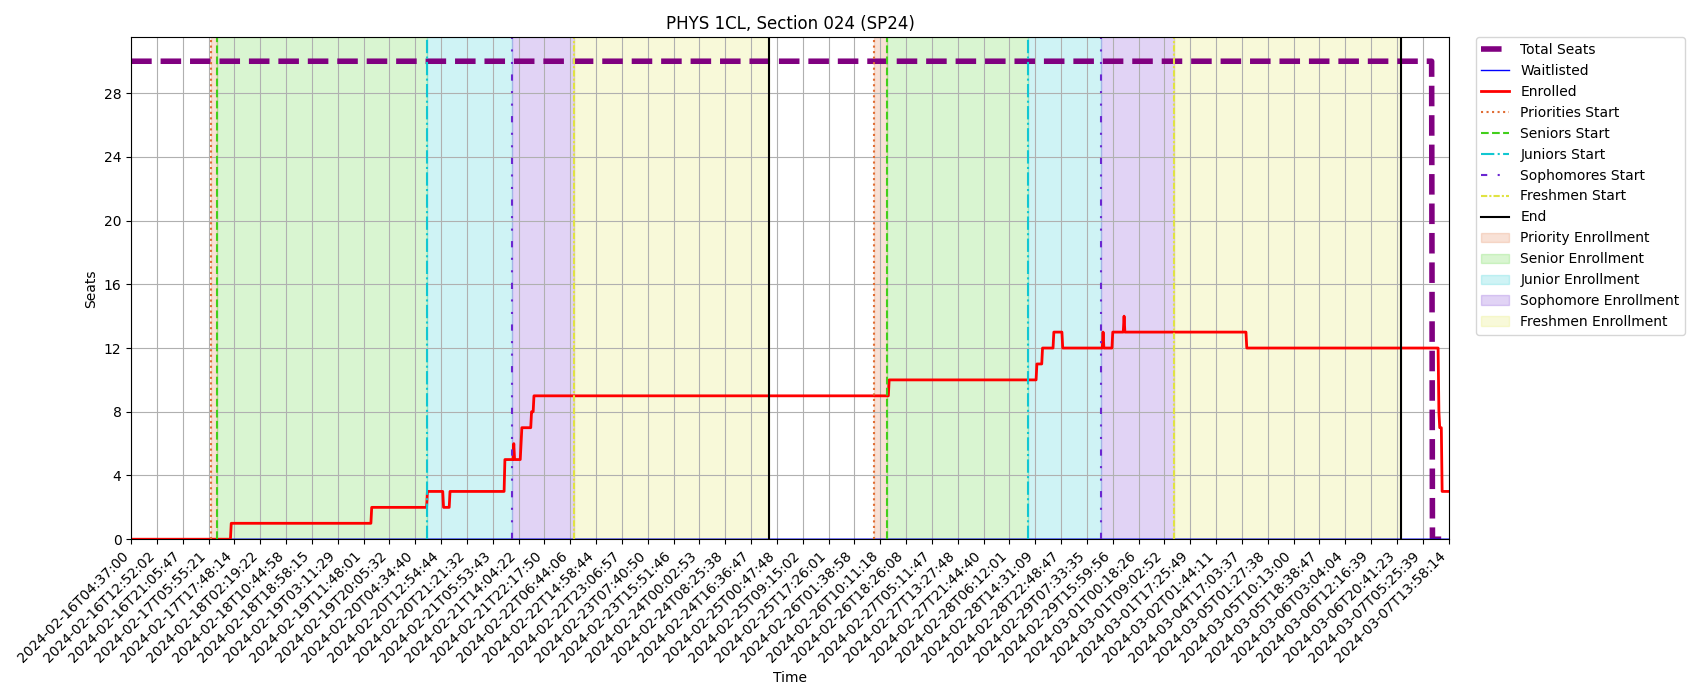 PHYS 1CL, Section 024 (SP24)
Seats
28
24
20
16
12
8
4
0
2024-02-16T04:37:00
2024-02-16T12:52:02
2024-02-16T21:05:47
2024-02-17T05:55:21
2024-02-17T17:48:14
2024-02-18T02:19:22
2024-02-18T10:44:58
2024-02-18T18:58:15
2024-02-19T03:11:29
2024-02-19T11:48:01
2024-02-19T20:05:32
2024-02-20T04:34:40
2024-02-20T12:54:44
2024-02-20T21:21:32
2024-02-21T05:53:43
2024-02-21T14:04:22
2024-02-21T22:17:50
2024-02-22T06:44:06
2024-02-22T14:58:44
2024-02-22T23:06:57
2024-02-23T07:40:50
2024-02-23T15:51:46
2024-02-24T00:02:53
2024-02-24T08:25:38
2024-02-24T16:36:47
2024-02-25T00:47:48
2024-02-25T09:15:02
2024-02-25T17:26:01
2024-02-26T01:38:58
2024-02-26T10:11:18
2024-02-26T18:26:08
2024-02-27T05:11:47
2024-02-27T13:27:48
2024-02-27T21:44:40
2024-02-28T06:12:01
2024-02-28T14:31:09
2024-02-28T22:48:47
2024-02-29T07:33:35
2024-02-29T15:59:56
2024-03-01T00:18:26
2024-03-01T09:02:52
2024-03-01T17:25:49
2024-03-02T01:44:11
2024-03-04T17:03:37
2024-03-05T01:27:38
2024-03-05T10:13:00
2024-03-05T18:38:47
2024-03-06T03:04:04
2024-03-06T12:16:39
2024-03-06T20:41:23
2024-03-07T05:25:39
2024-03-07T13:58:14
Time
Total Seats
Waitlisted
Enrolled
Priorities Start
Seniors Start
Juniors Start
Sophomores Start
Freshmen Start
End
Priority Enrollment
Senior Enrollment
Junior Enrollment
Sophomore Enrollment
Freshmen Enrollment